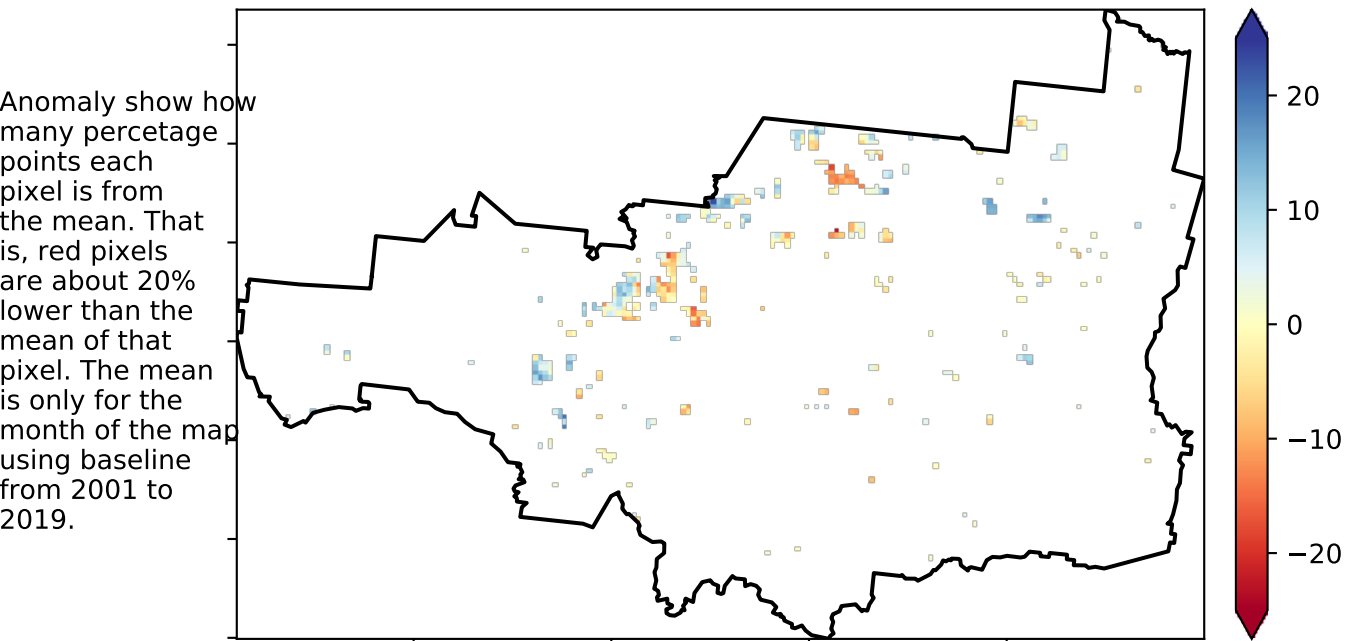 Anomaly show how
many percetage
points each
pixel is from
the mean. That
is, red pixels
are about 20%
lower than the
mean of that
pixel. The mean
is only for the
month of the map
using baseline
from 2001 to
2019.
20
10
0
−10
−20